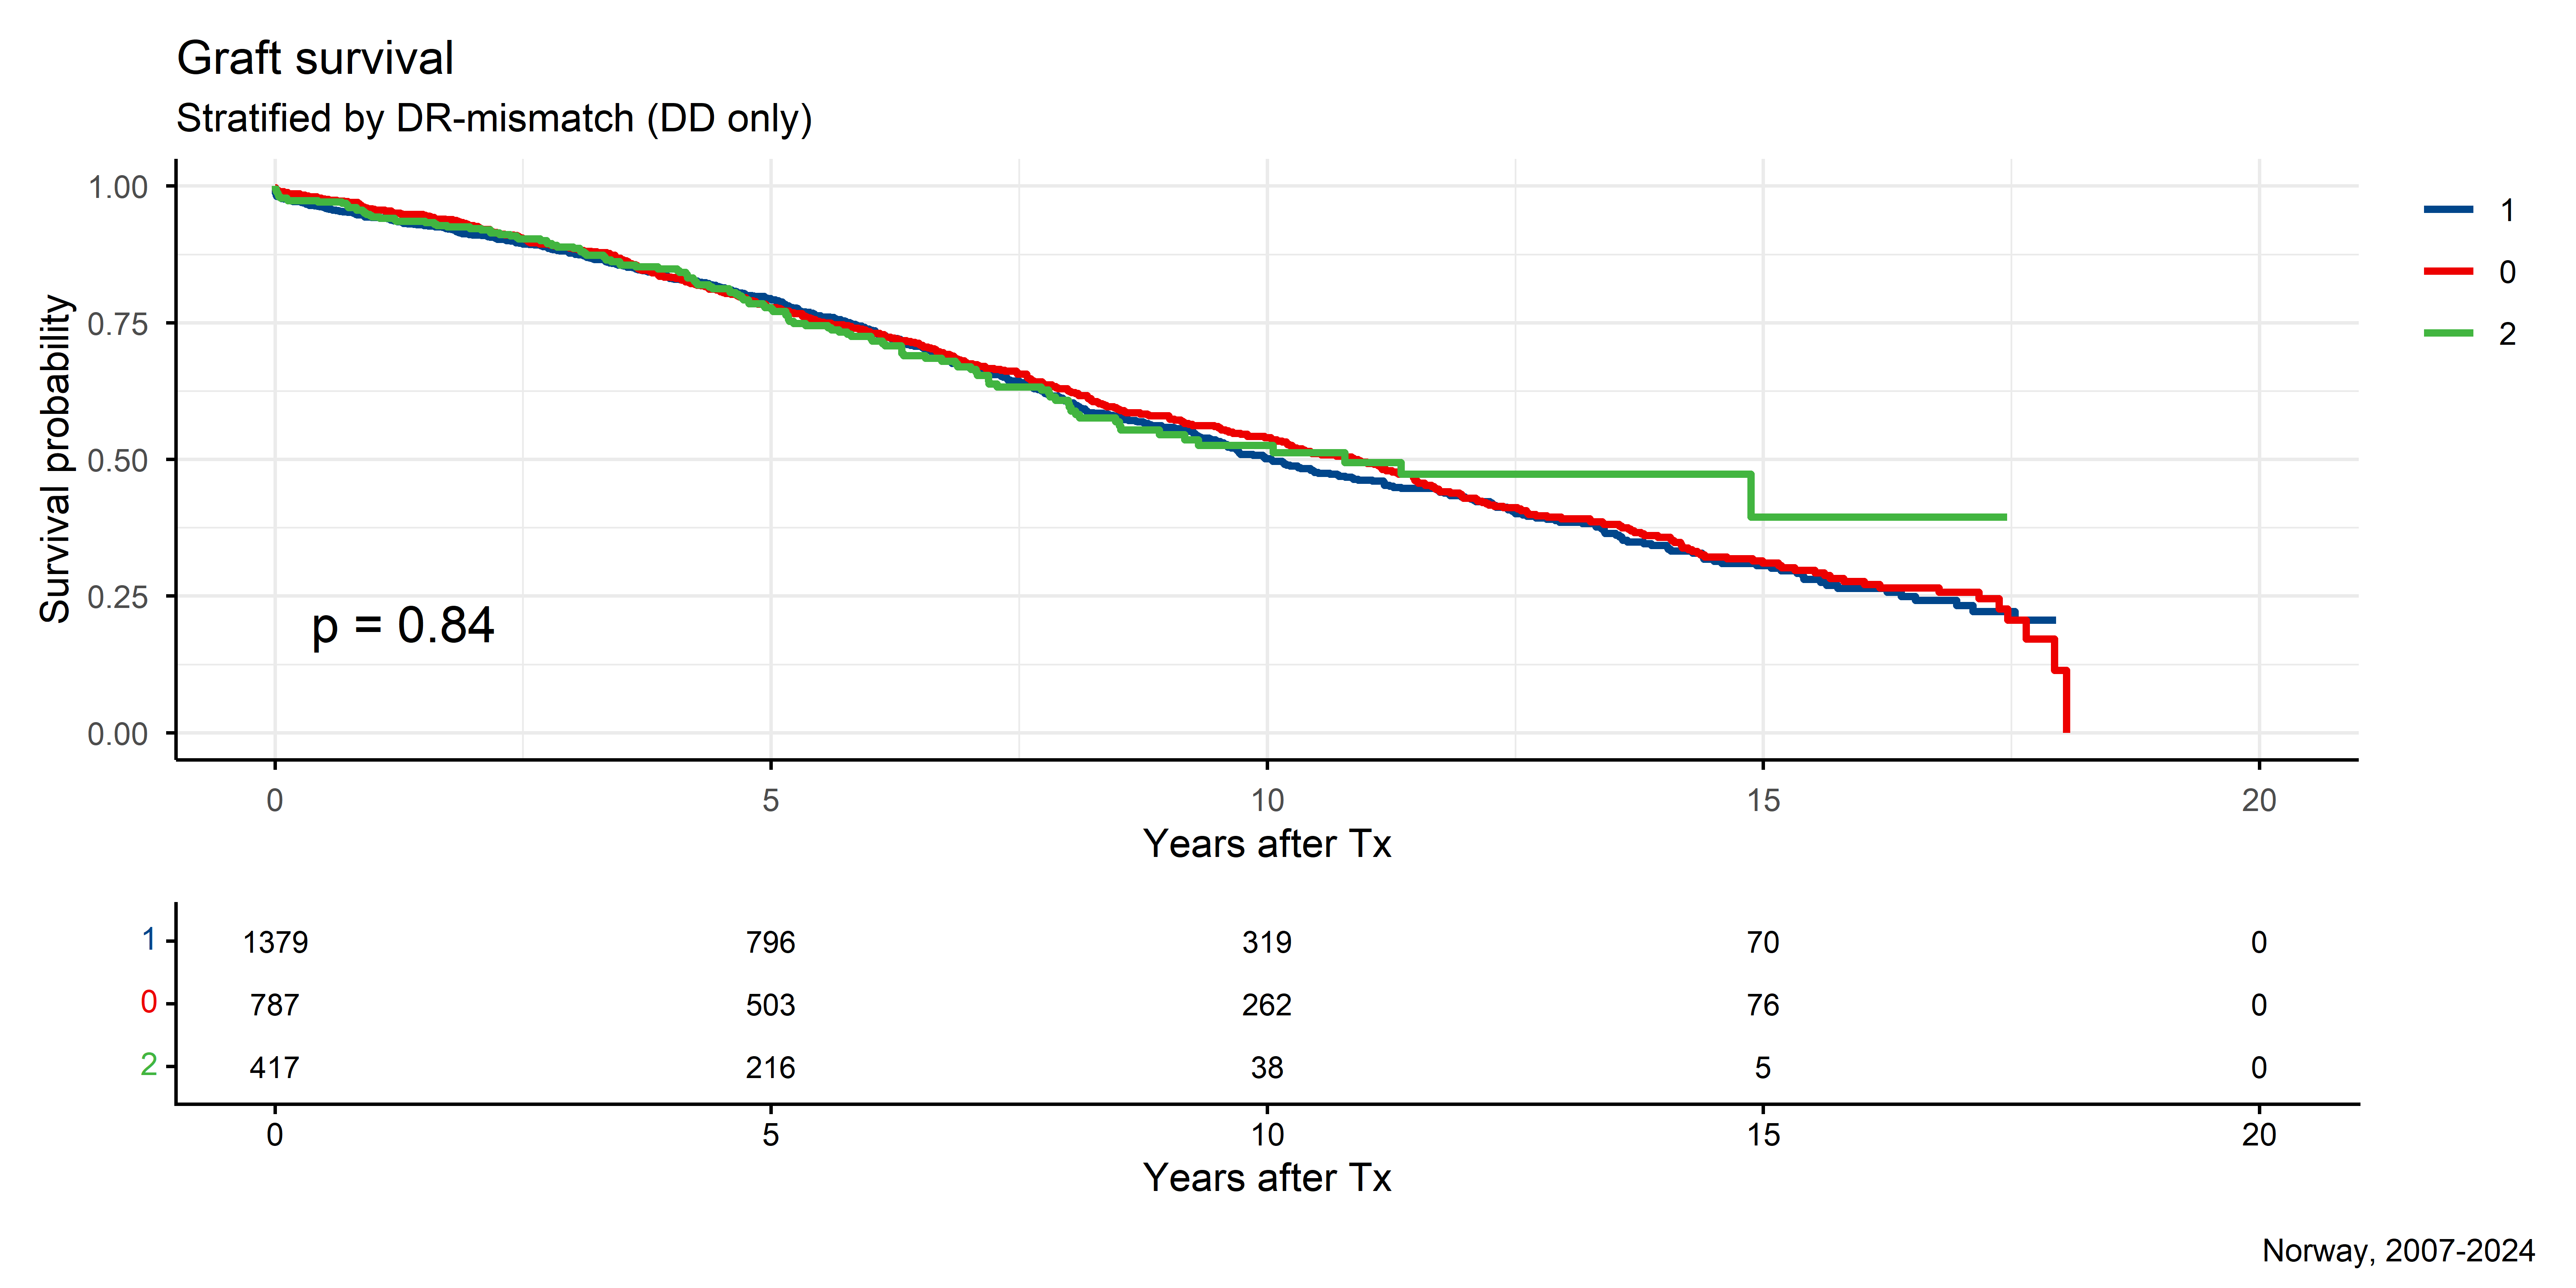 Graft survival
Stratified by DR-mismatch (DD only)
1.00
0.75
0.50
0.25
0.00
Survival probability
p = 0.84
0 5 10 15 20
Years after Tx
1
0
2
1 1379 796 319 70 0
0 787 503 262 76 0
2 417 216 38 5 0
0 5 10 15 20
Years after Tx
Norway, 2007-2024